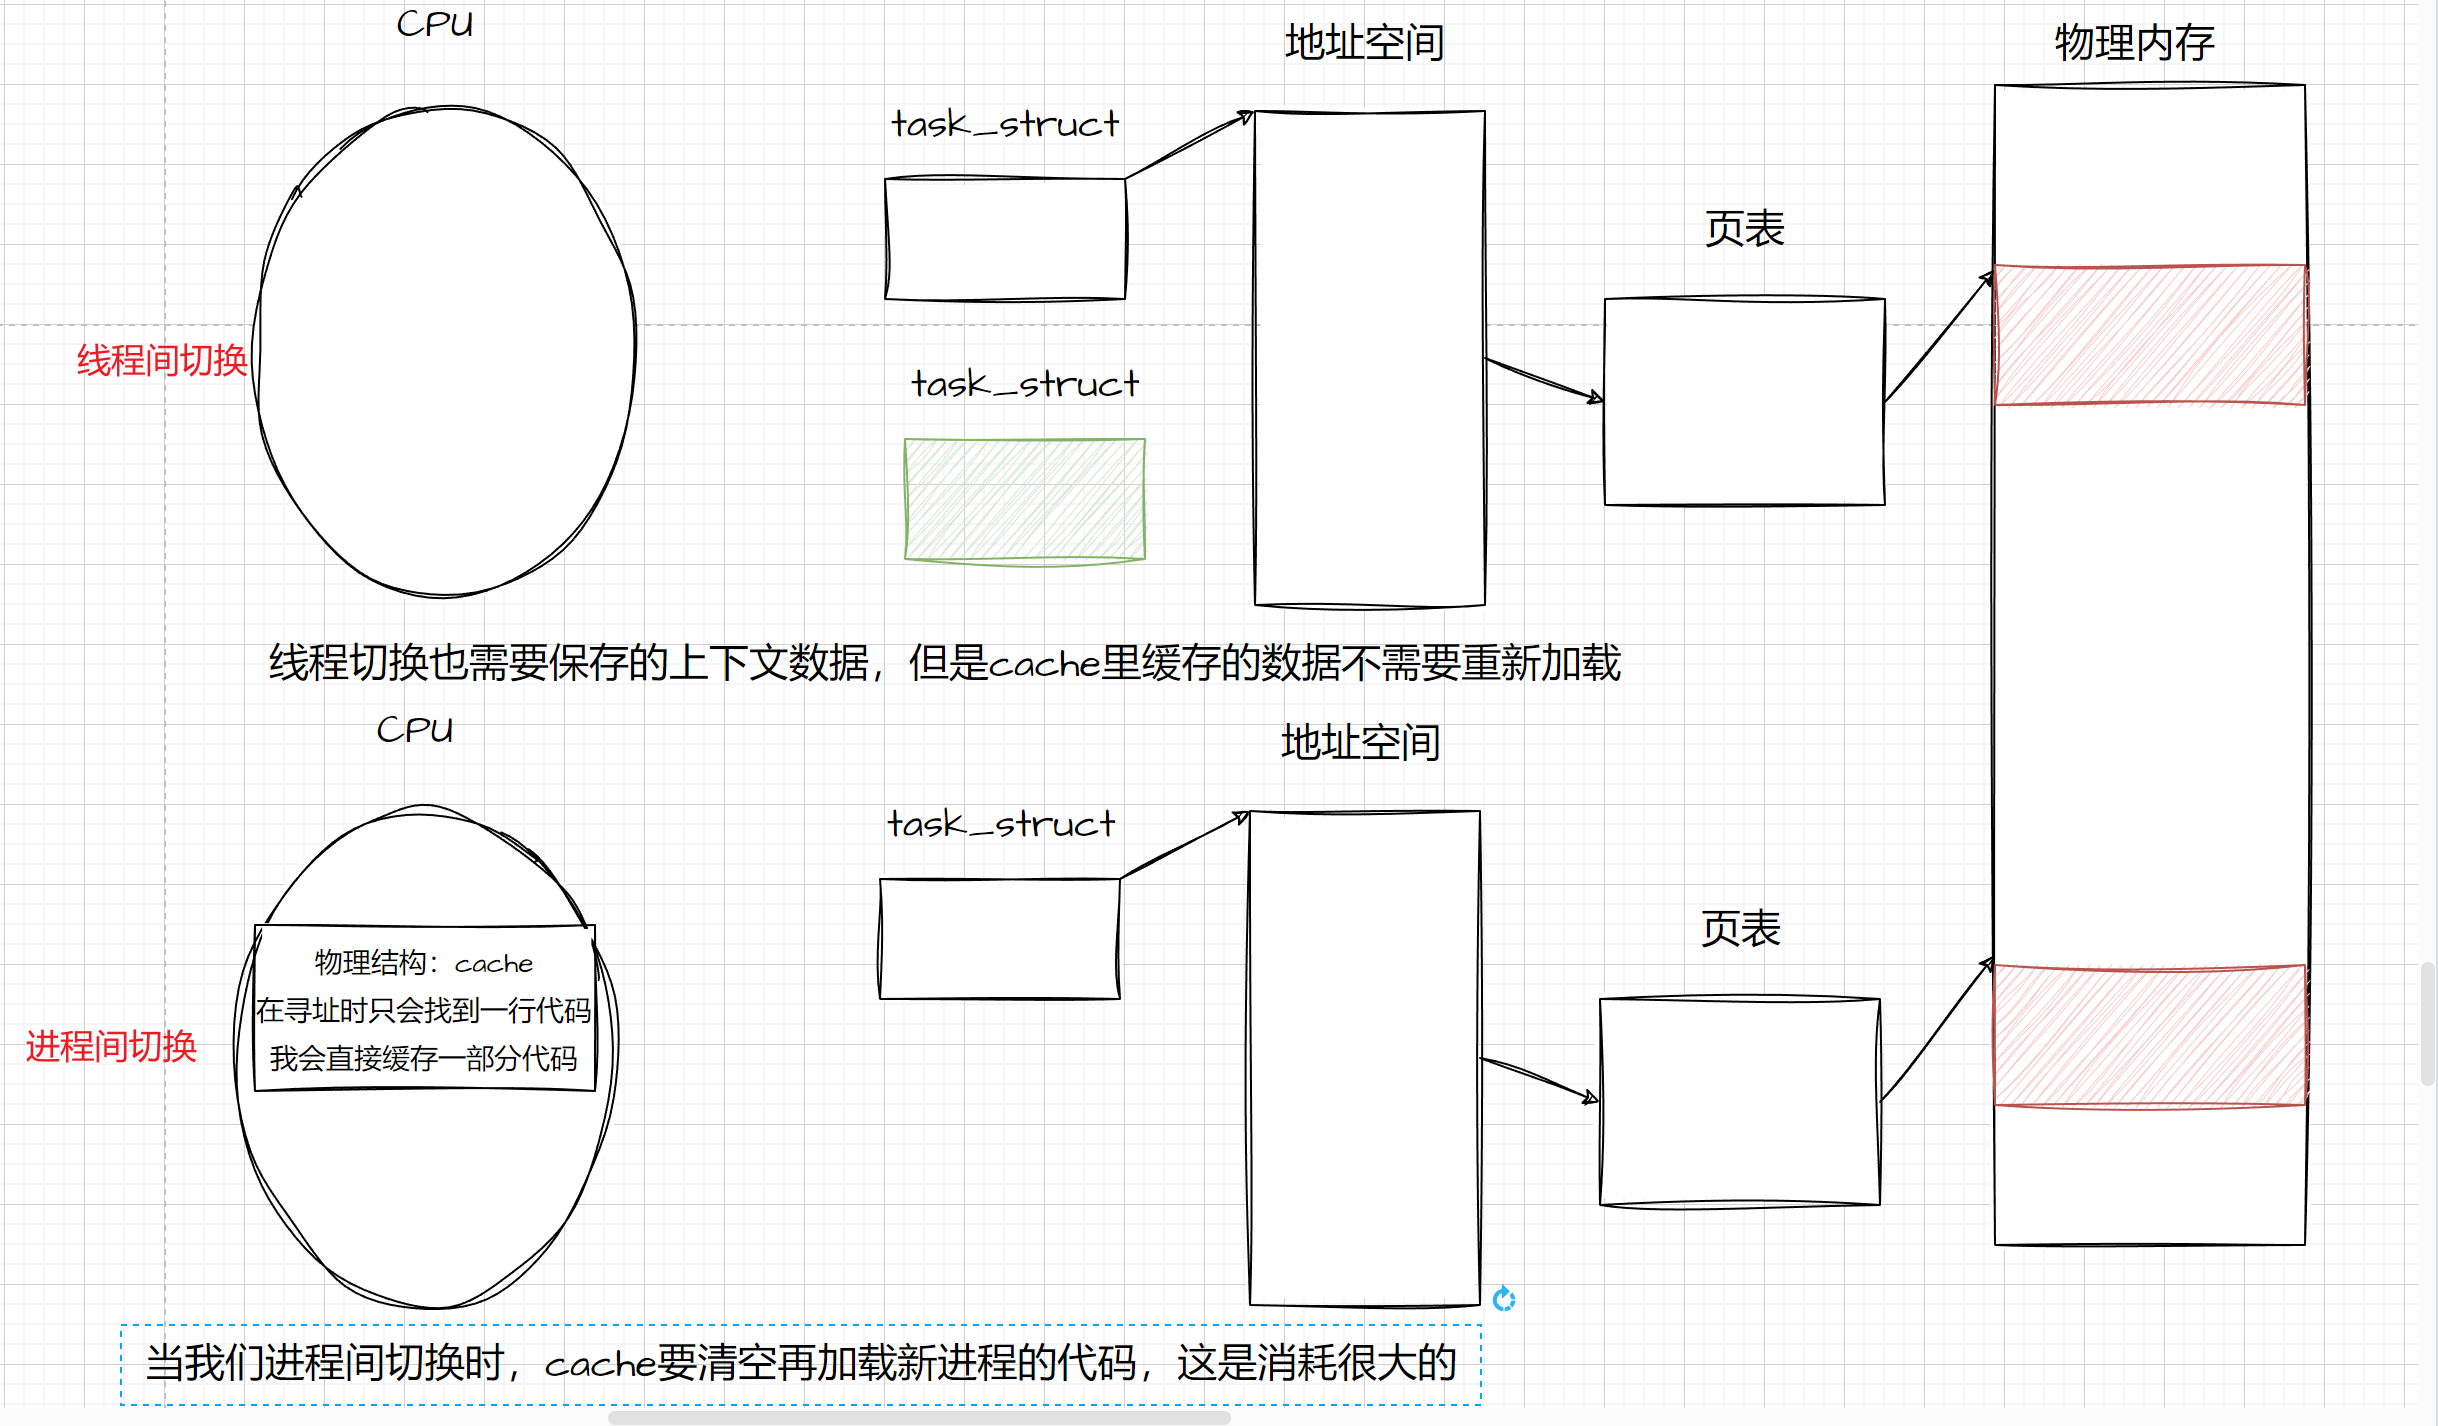 CPU
地址空间
物理内存
task_struct
页表
线程间切换
task_struct
线程切换也需要保存的上下文数据，但是cache里缓存的数据不需要重新加载
CPU
地址空间
task_struct
页表
物理结构：cache
在寻址时只会找到一行代码
我会直接缓存一部分代码
进程间切换
当我们进程间切换时，cache要清空再加载新进程的代码，这是消耗很大的